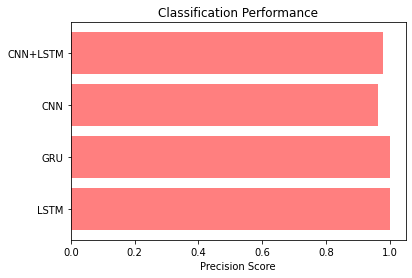 Classification Performance
CNN+LSTM
CNN
GRU
LSTM
0.0 0.2 0.4 0.6 0.8 1.0
Precision Score